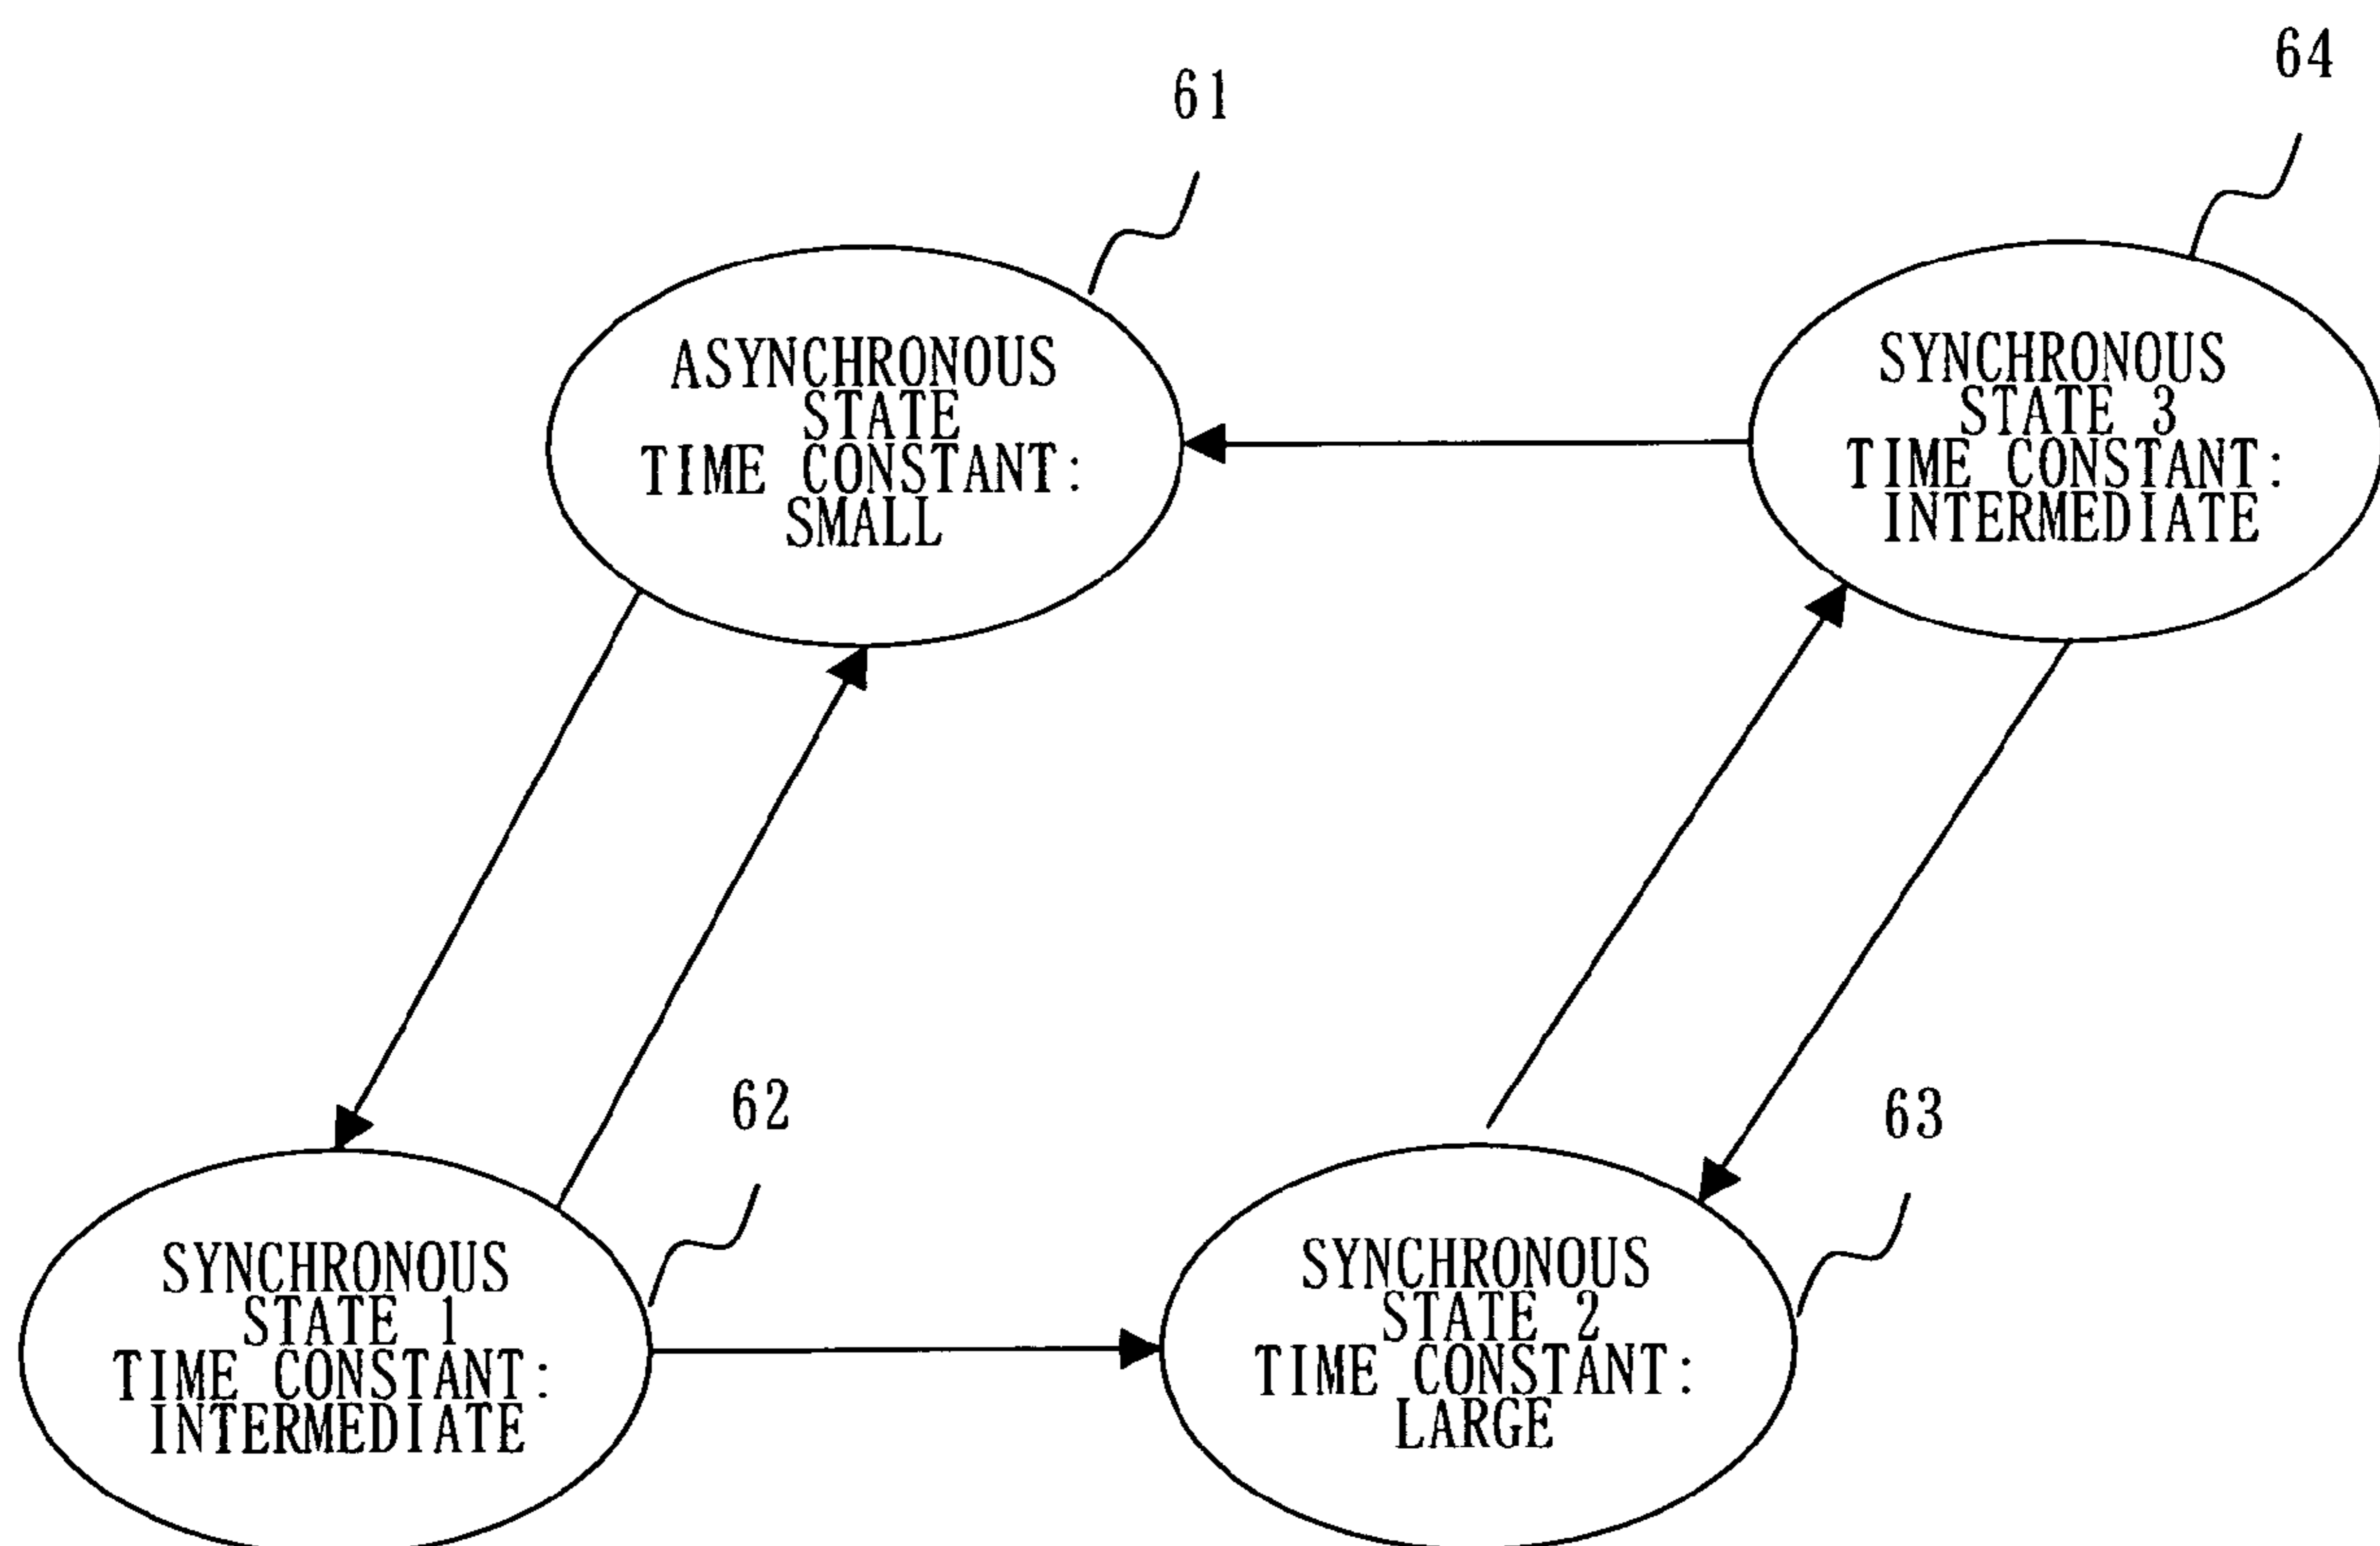 61
64
ASYNCHRONOUS
STATE
TIME CONSTANT:
SMALL
SYNCHRONOUS
STATE 3
TIME CONSTANT:
INTERMEDIATE
62
63
SYNCHRONOUS
STATE 1
TIME CONSTANT:
INTERMEDIATE
SYNCHRONOUS
STATE 2
TIME CONSTANT:
LARGE